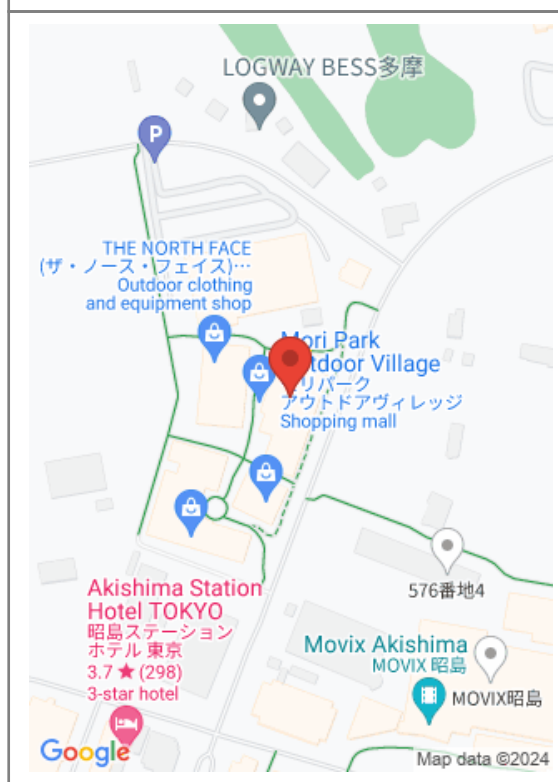 LOGWAY BESS多摩
P
THE NORTH FACE
(ザ・ノース・フェイス)…
Outdoor clothing
and equipment shop
Mori Park
Outdoor Village
モリパーク
アウトドアヴィレッジ
Shopping mall
576番地4
Akishima Station
Hotel TOKYO
昭島ステーション
ホテル 東京
3.7 ★ (298)
3-star hotel
Movix Akishima
MOVIX 昭島
MOVIX昭島
Google
Map data ©2024